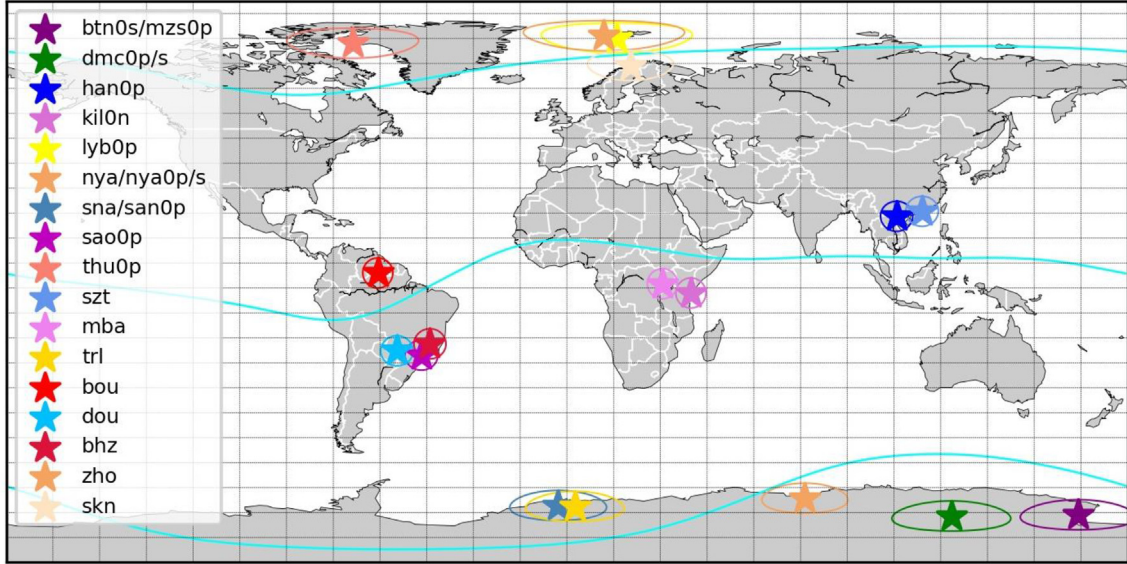 btn0s/mzs0p
dmc0p/s
han0p
kil0n
lyb0p
nya/nya0p/s
sna/san0p
sao0p
thu0p
szt
mba
trl
bou
dou
bhz
zho
skn